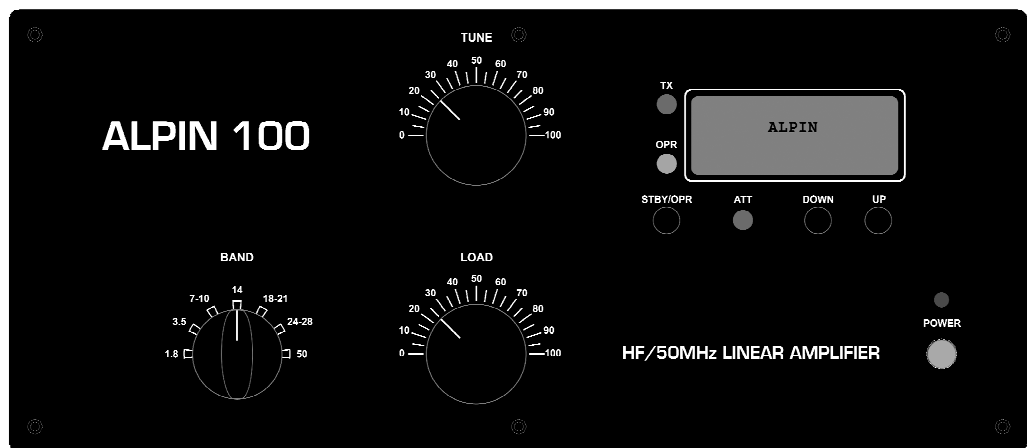 TUNE
0 10 20 30 40 50 60 70 80 90 100
ALPIN 100
TX
OPR
ALPIN
STBY/OPR ATT DOWN UP
BAND
1.8 3.5 7-10 14 18-21 24-28 50
LOAD
0 10 20 30 40 50 60 70 80 90 100
HF/50MHz LINEAR AMPLIFIER
POWER